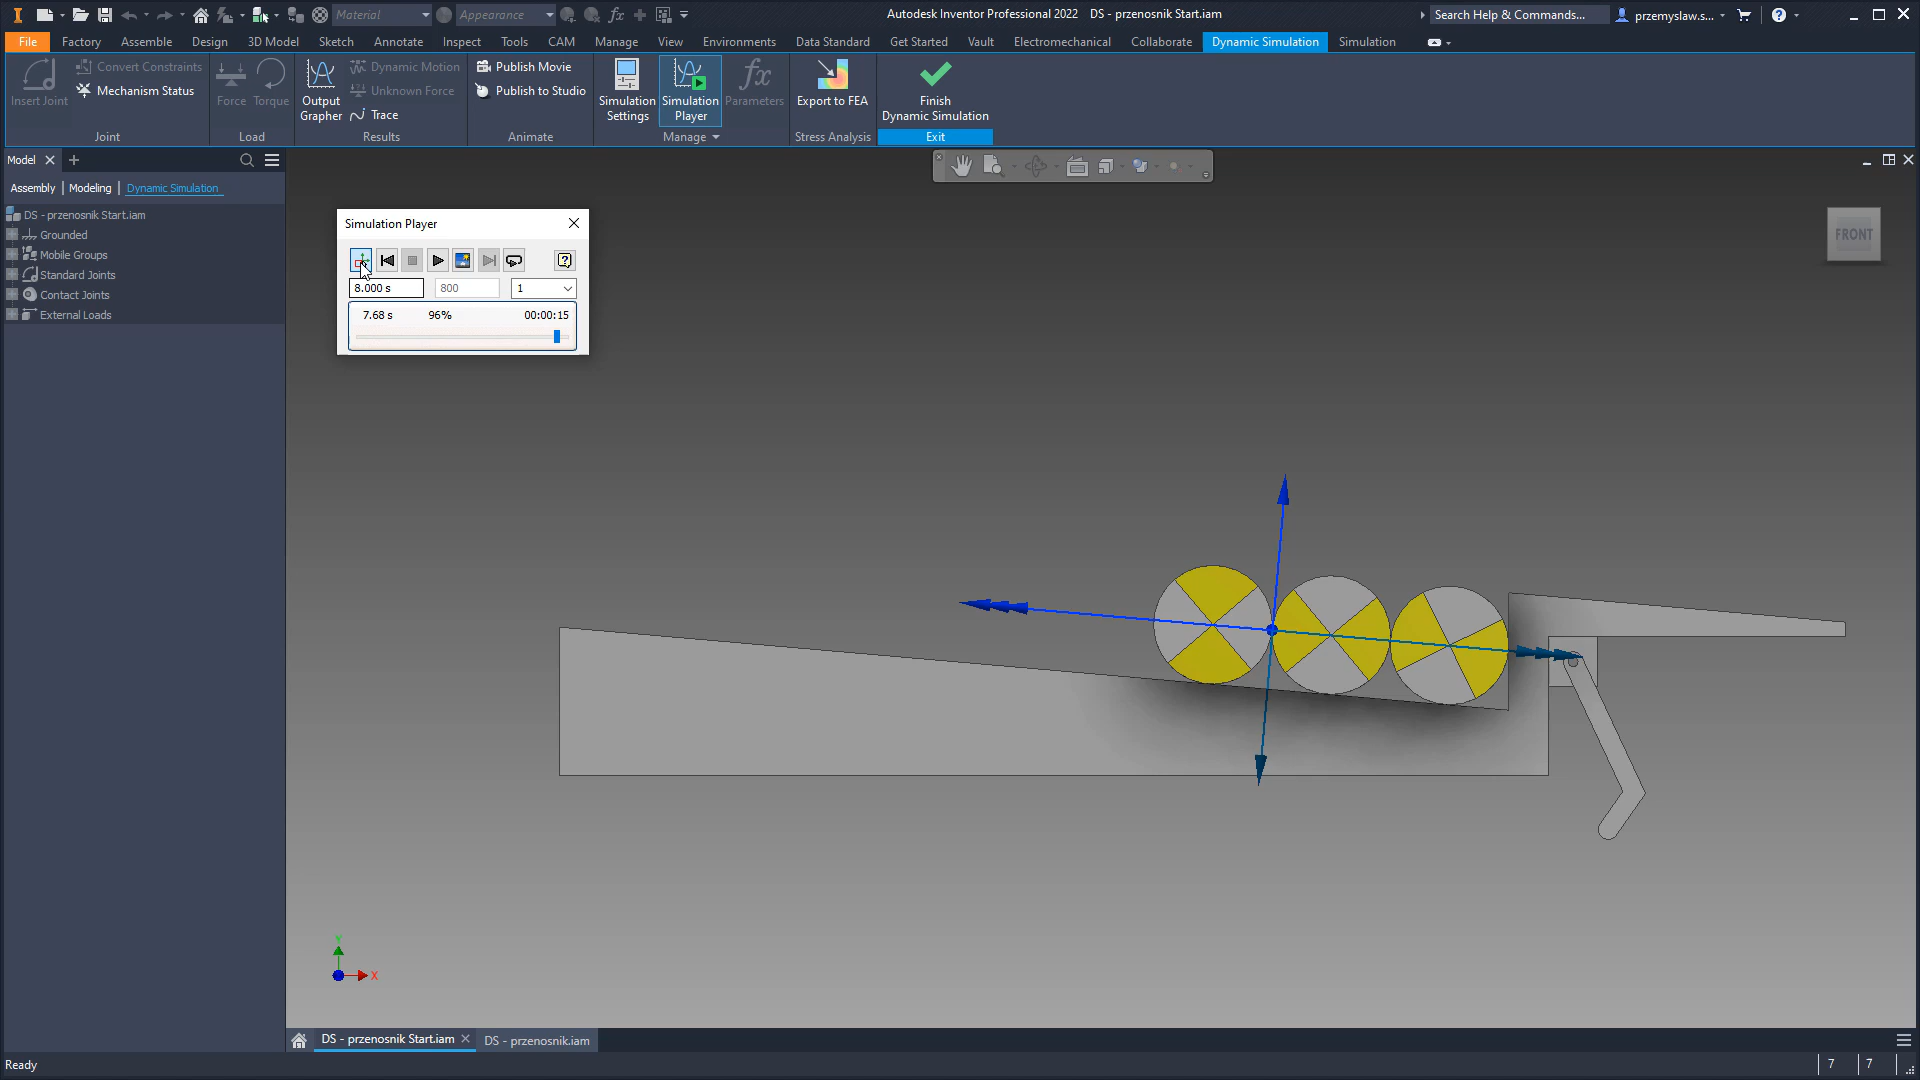 Material Appearance Autodesk Inventor Professional 2022 DS - przenosnik Start.iam Search Help & Commands... przemyslaw.s...
File Factory Assemble Design 3D Model Sketch Annotate Inspect Tools CAM Manage View Environments Data Standard Get Started Vault Electromechanical Collaborate Dynamic Simulation Simulation
Insert Joint
Convert Constraints
Mechanism Status
Joint
Force Torque
Load
Output
Grapher
Dynamic Motion
Unknown Force
Trace
Results
Publish Movie
Publish to Studio
Animate
Simulation
Settings
Simulation
Player
fx
Parameters
Manage
Export to FEA
Stress Analysis
Finish
Dynamic Simulation
Exit
Model
Assembly | Modeling | Dynamic Simulation
DS - przenosnik Start.iam
Grounded
Mobile Groups
Standard Joints
Contact Joints
External Loads
Simulation Player
8.000 s 800 1
7.68 s 96% 00:00:15
FRONT
Y
X
DS - przenosnik Start.iam DS - przenosnik.iam
Ready 7 7